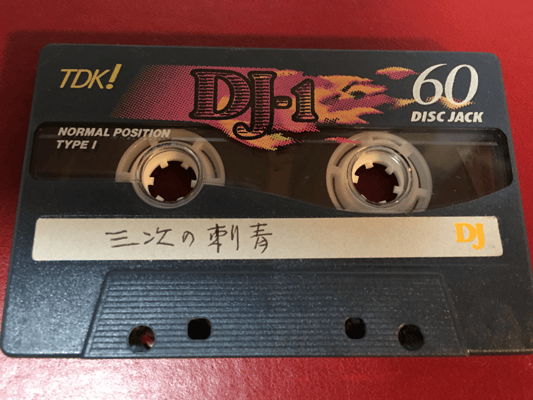 TDK!
DJ-1
60
DISC JACK
NORMAL POSITION
TYPE I
三次の刺青
DJ